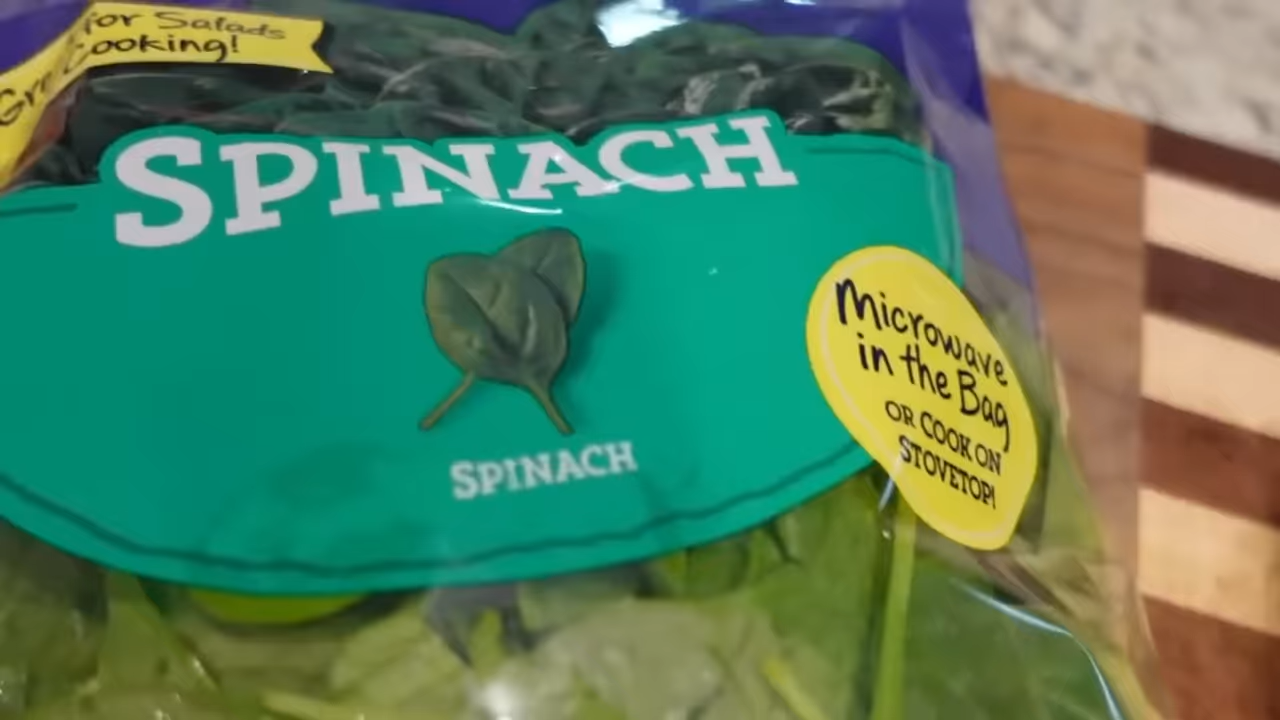 for Salads
Cooking!
SPINACH
SPINACH
Microwave
in the Bag
OR COOK ON
STOVETOP!